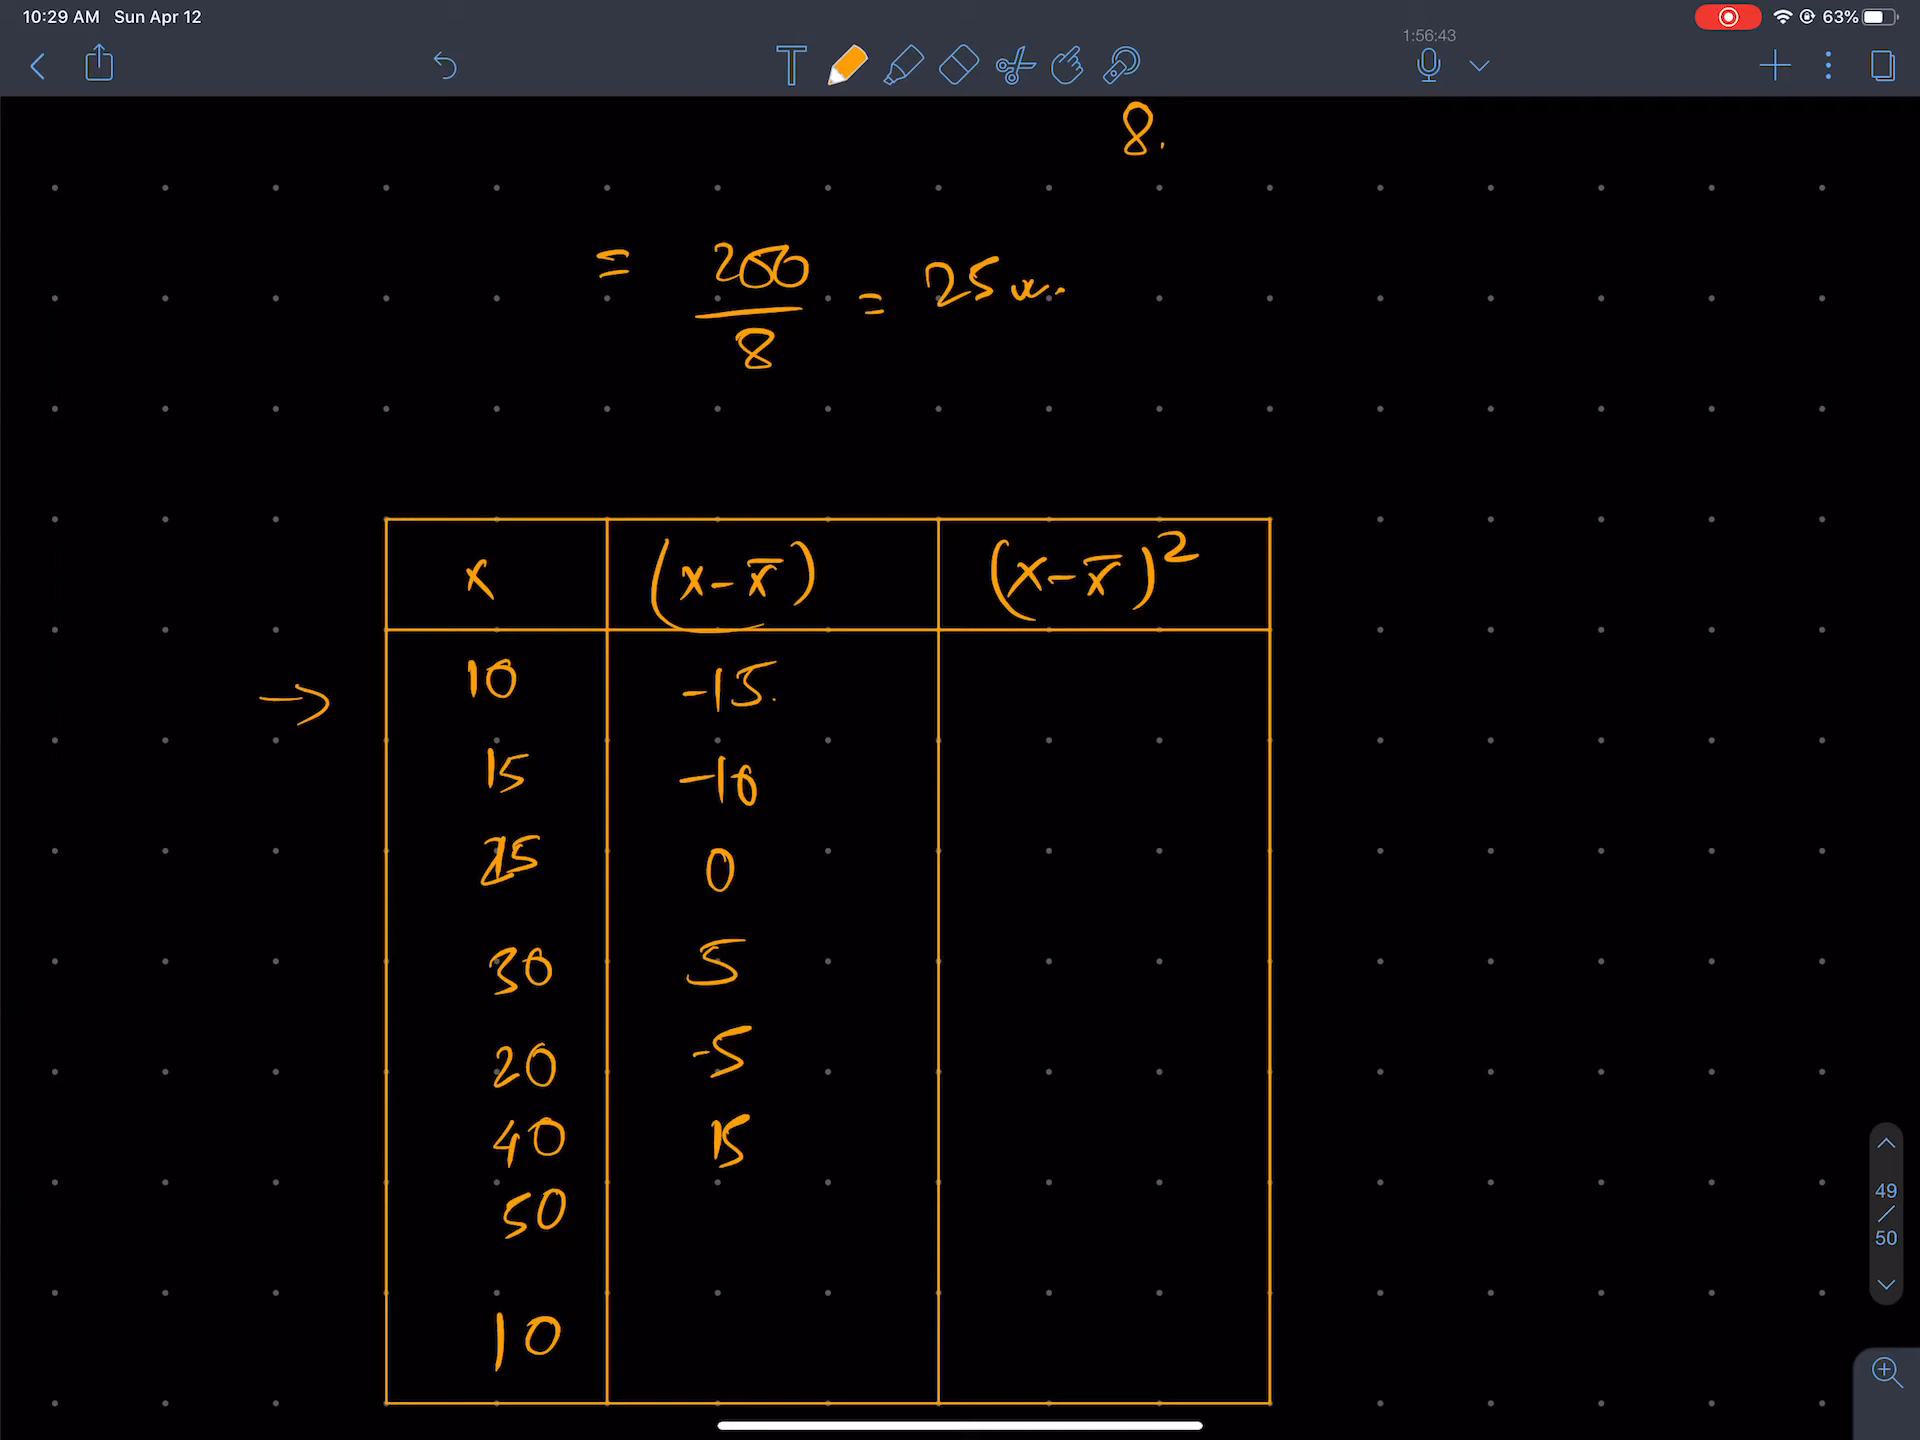 10:29 AM Sun Apr 12
63%
1:56:43
T
8.
= 200/8 = 25
x (x-x̄) (x-x̄)²
→ 10 -15.
15 -10
25 0
30 5
20 -5
40 15
50
10
49
/
50